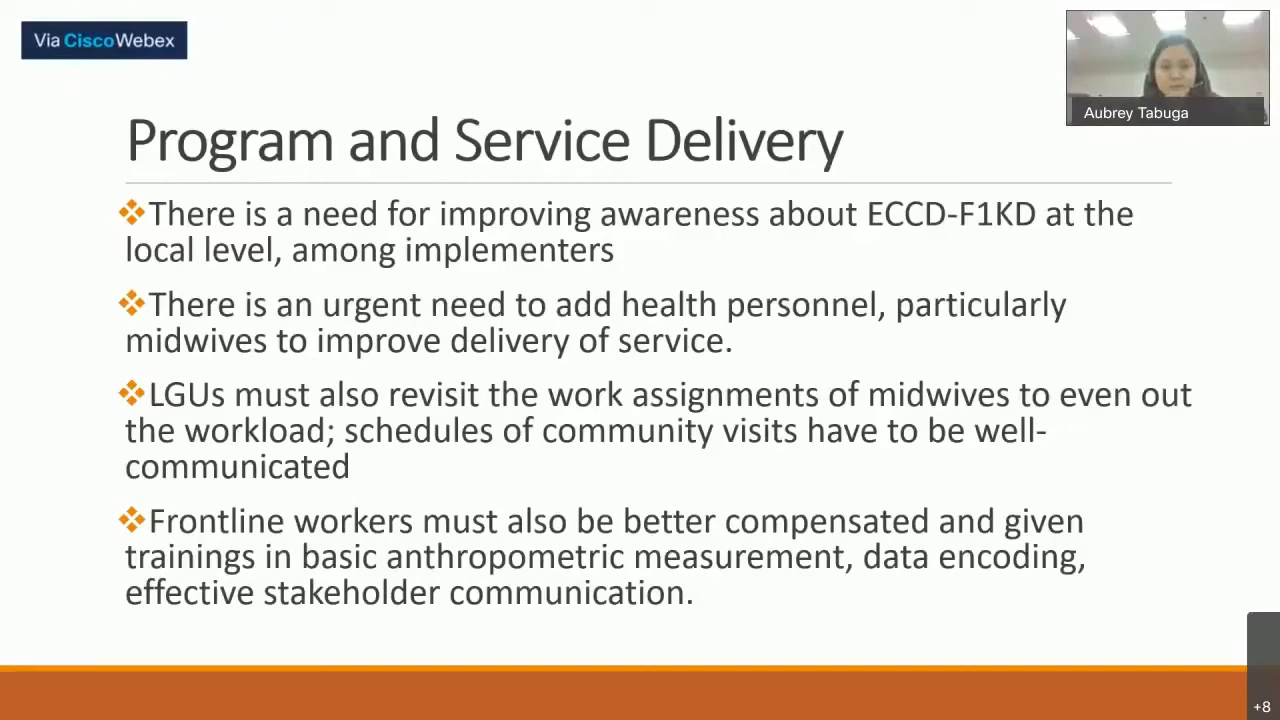 Via CiscoWebex
Aubrey Tabuga
Program and Service Delivery
There is a need for improving awareness about ECCD-F1KD at the
local level, among implementers
There is an urgent need to add health personnel, particularly
midwives to improve delivery of service.
LGUs must also revisit the work assignments of midwives to even out
the workload; schedules of community visits have to be well-
communicated
Frontline workers must also be better compensated and given
trainings in basic anthropometric measurement, data encoding,
effective stakeholder communication.
+8